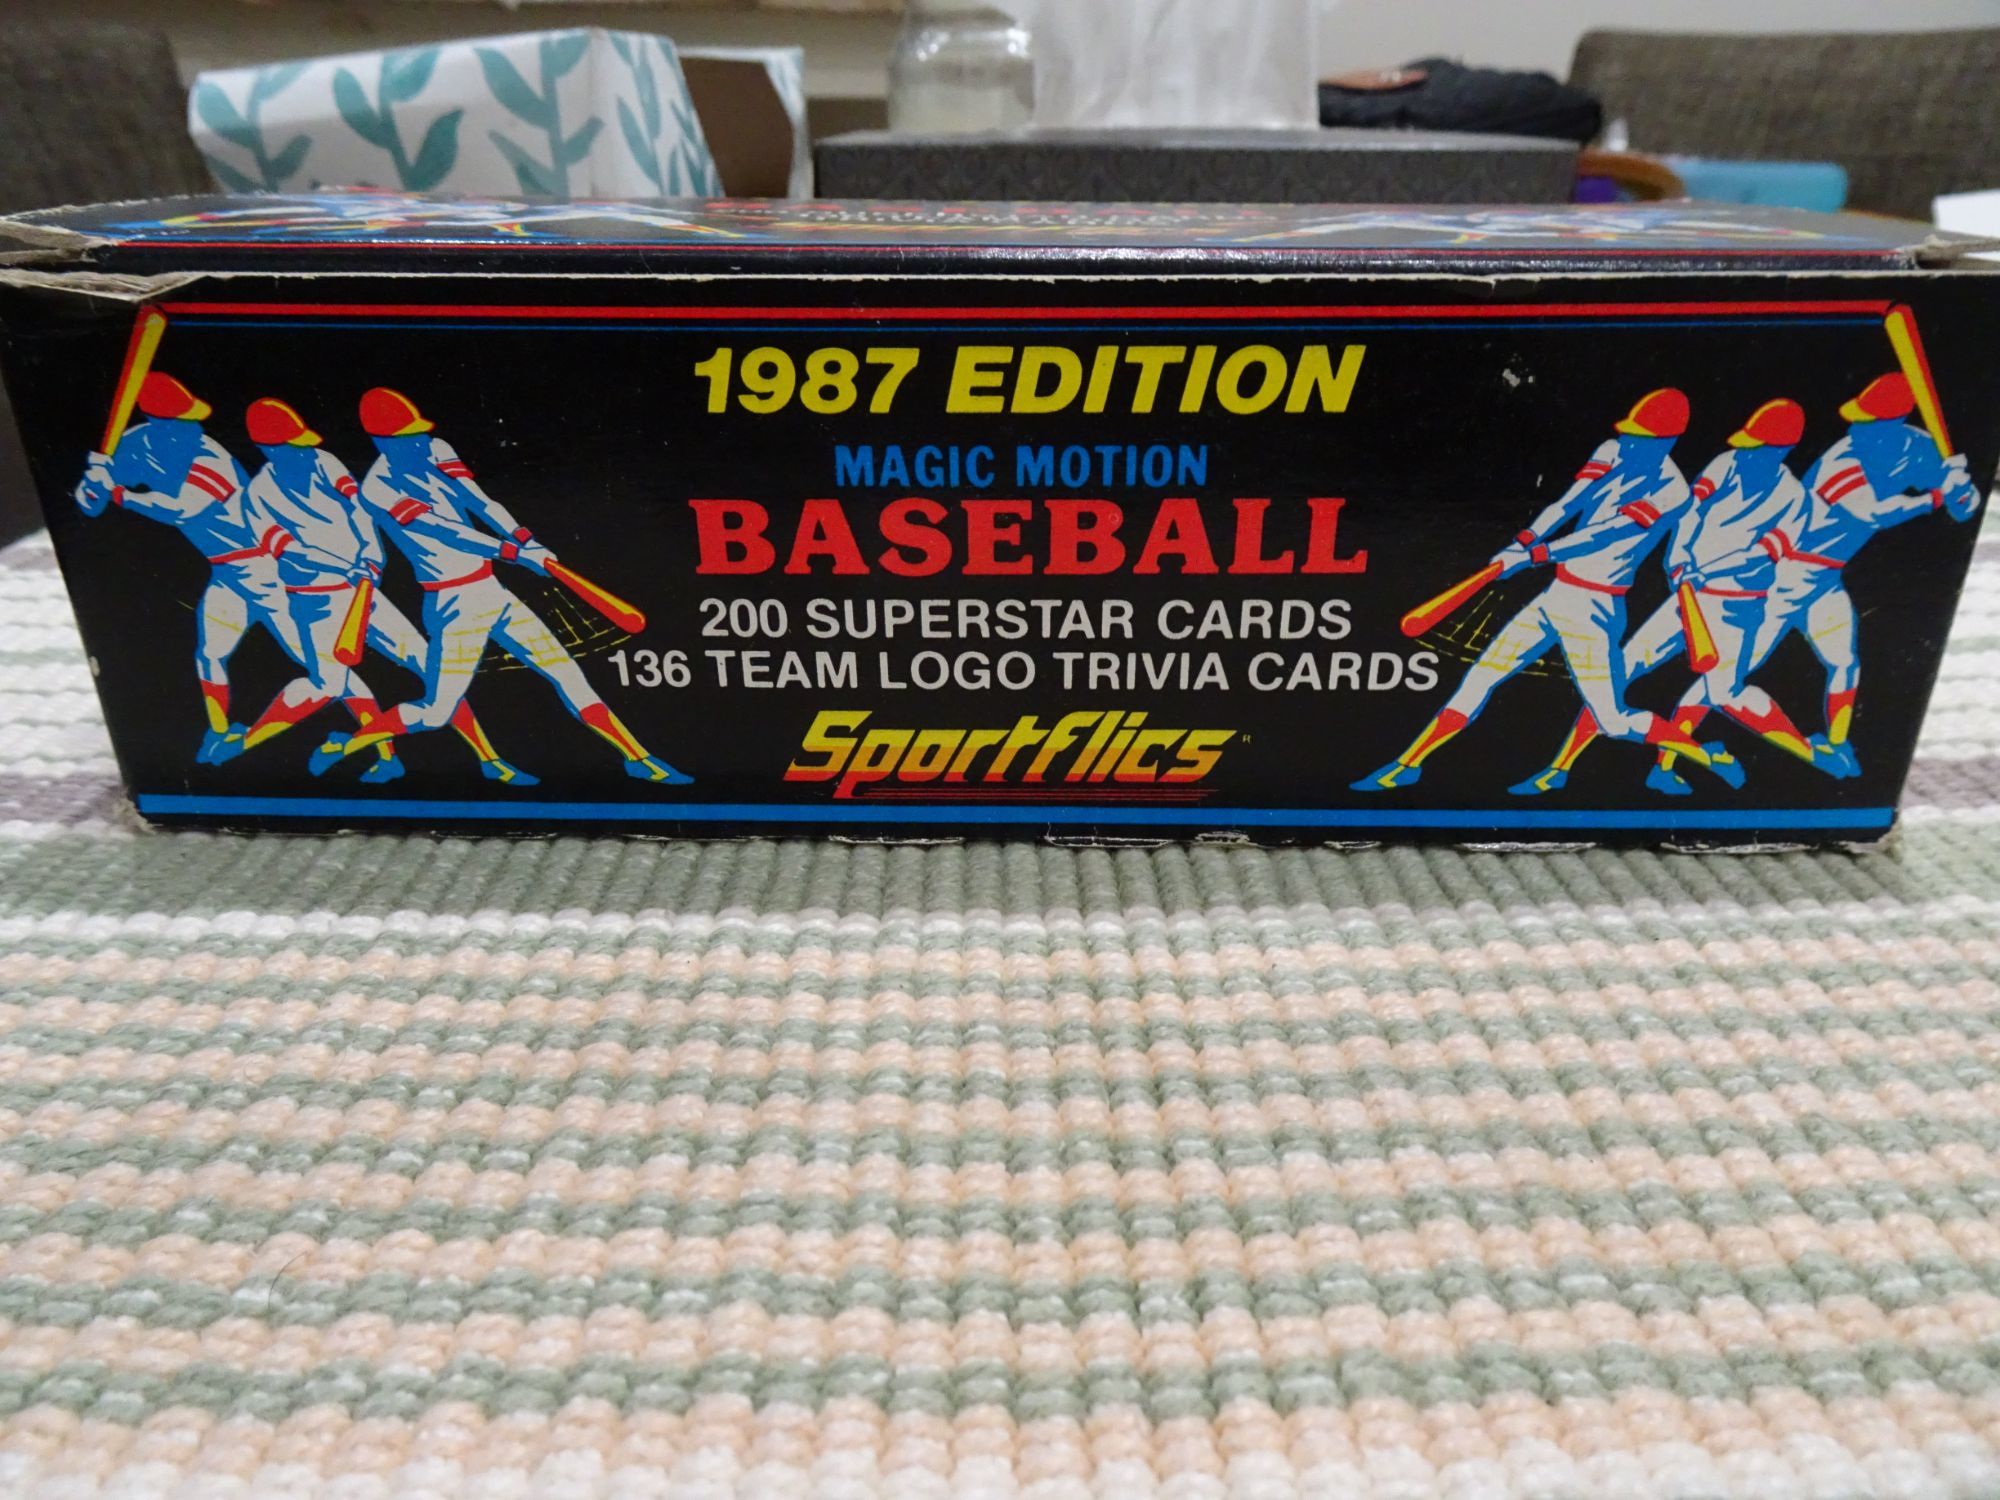 1987 EDITION
MAGIC MOTION
BASEBALL
200 SUPERSTAR CARDS
136 TEAM LOGO TRIVIA CARDS
Sportflics R